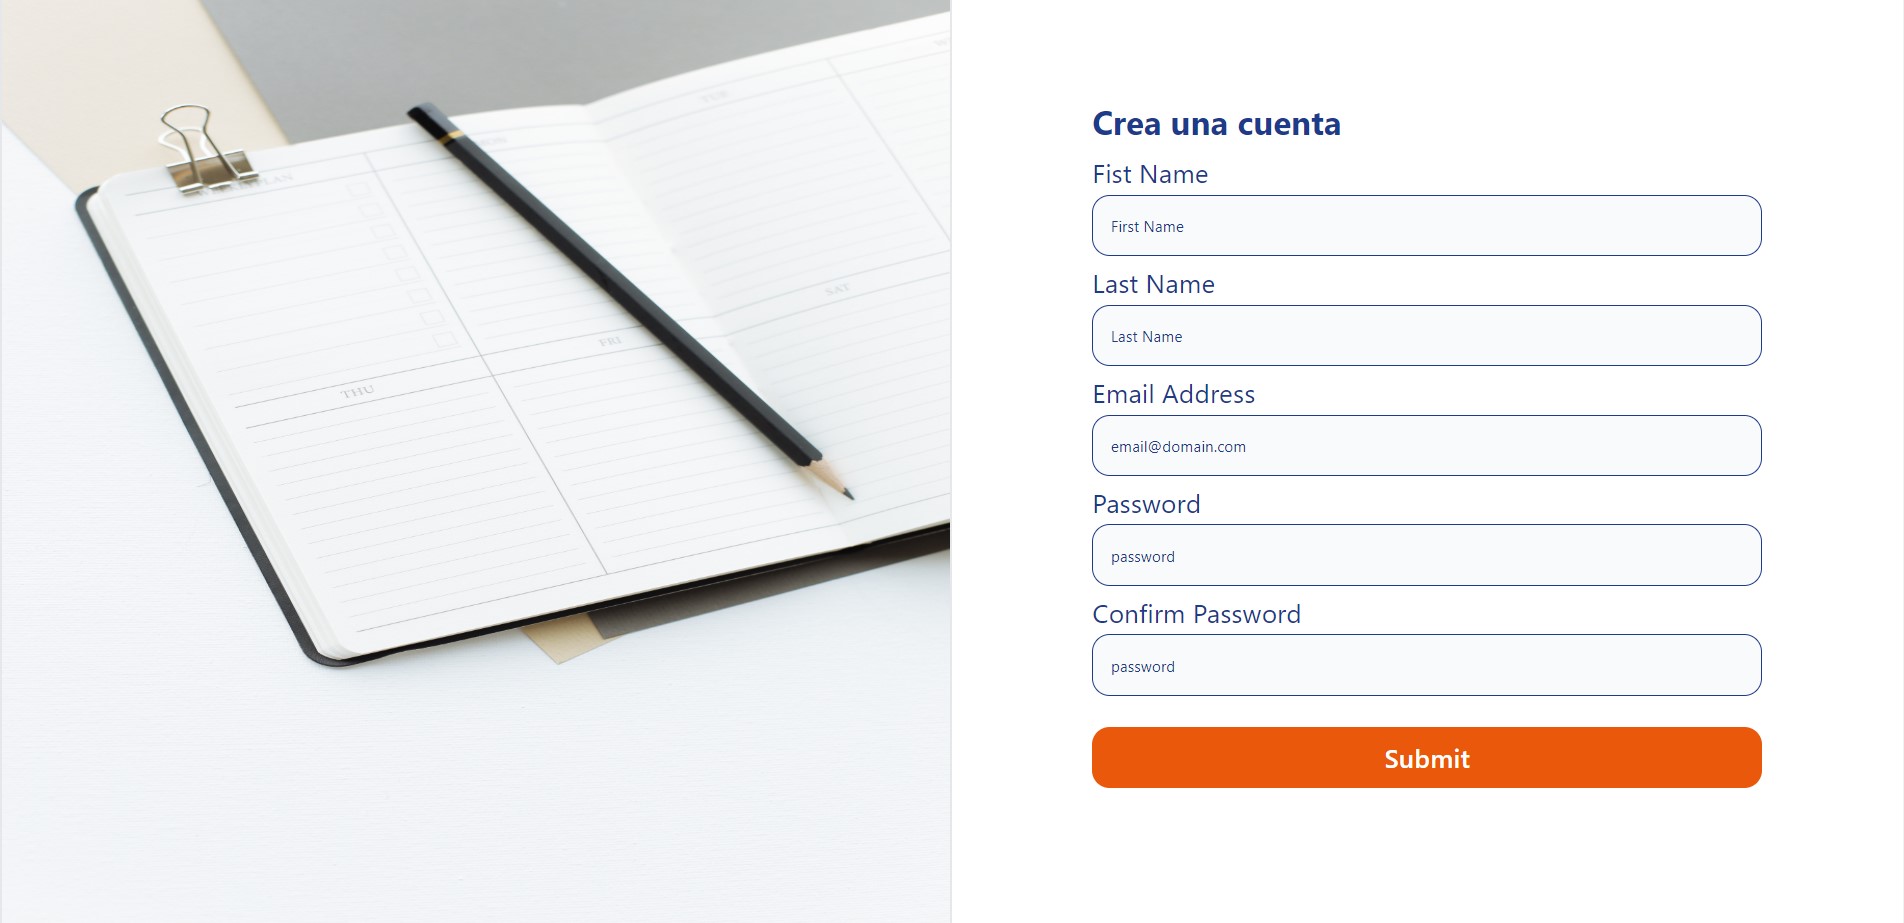 THU
FRI
SAT
Crea una cuenta
Fist Name
First Name
Last Name
Last Name
Email Address
email@domain.com
Password
password
Confirm Password
password
Submit